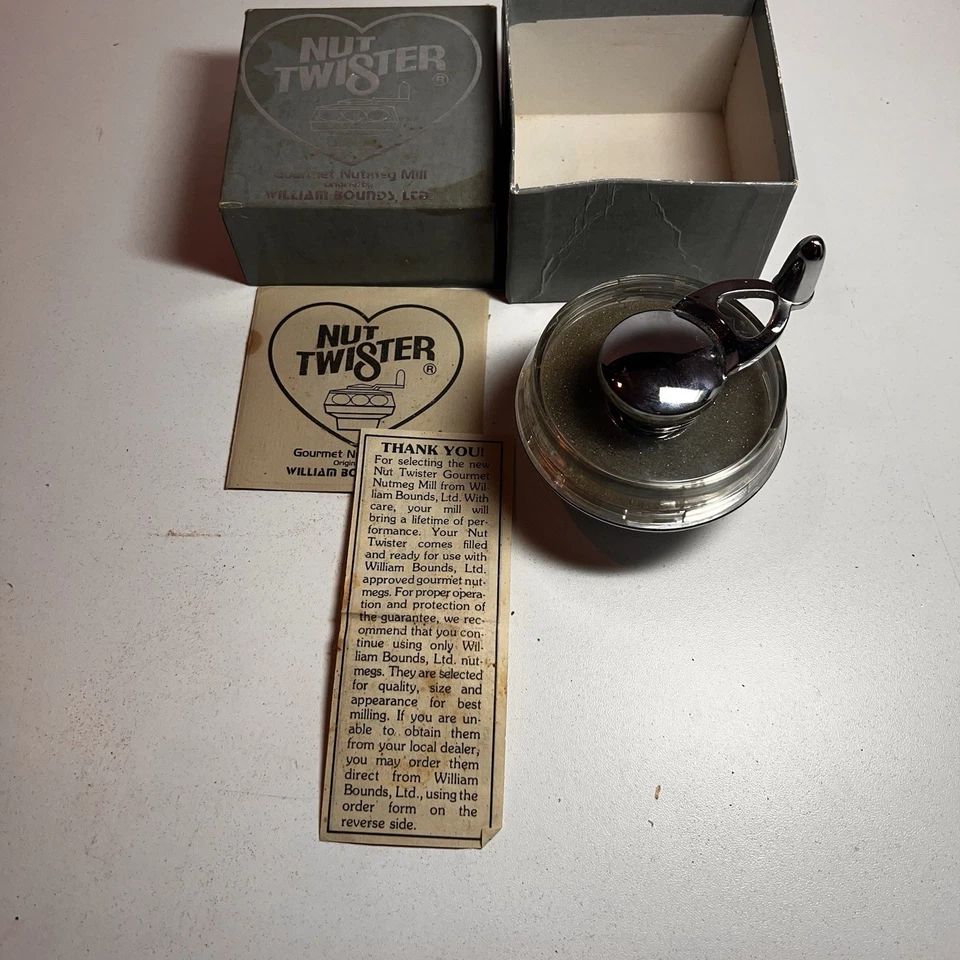 NUT
TWISTER
®
Gourmet Nutmeg Mill
WILLIAM BOUNDS, LTD.
NUT
TWISTER
®
Gourmet
WILLIAM
THANK YOU!
For selecting the new
Nut Twister Gourmet
Nutmeg Mill from Wil-
liam Bounds, Ltd. With
care, your mill will
bring a lifetime of per-
formance. Your Nut
Twister comes filled
and ready for use with
William Bounds, Ltd.
approved gourmet nut-
megs. For proper opera-
tion and protection of
the guarantee, we rec-
ommend that you con-
tinue using only Wil-
liam Bounds, Ltd. nut-
megs. They are selected
for quality, size and
appearance for best
milling. If you are un-
able to obtain them
from your local dealer,
you may order them
direct from William
Bounds, Ltd., using the
order form on the
reverse side.